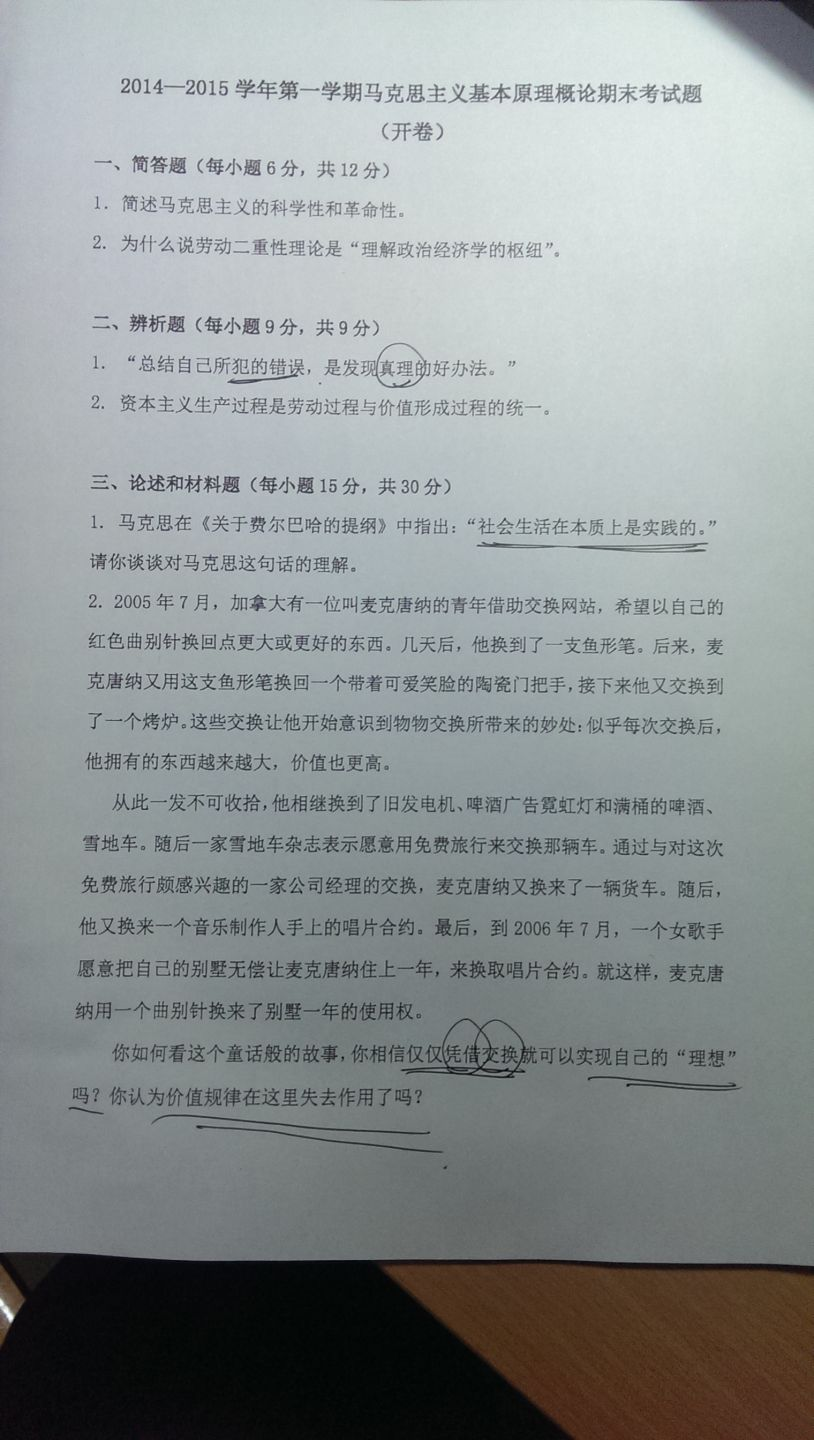 2014—2015 学年第一学期马克思主义基本原理概论期末考试题
（开卷）
一、简答题（每小题 6 分，共 12 分）
1. 简述马克思主义的科学性和革命性。
2. 为什么说劳动二重性理论是“理解政治经济学的枢纽”。
二、辨析题（每小题 9 分，共 9 分）
1. “总结自己所犯的错误，是发现真理的好办法。”
2. 资本主义生产过程是劳动过程与价值形成过程的统一。
三、论述和材料题（每小题 15 分，共 30 分）
1. 马克思在《关于费尔巴哈的提纲》中指出：“社会生活在本质上是实践的。”
请你谈谈对马克思这句话的理解。
2. 2005 年 7 月，加拿大有一位叫麦克唐纳的青年借助交换网站，希望以自己的
红色曲别针换回点更大或更好的东西。几天后，他换到了一支鱼形笔。后来，麦
克唐纳又用这支鱼形笔换回一个带着可爱笑脸的陶瓷门把手，接下来他又交换到
了一个烤炉。这些交换让他开始意识到物物交换所带来的妙处：似乎每次交换后，
他拥有的东西越来越大，价值也更高。
从此一发不可收拾，他相继换到了旧发电机、啤酒广告霓虹灯和满桶的啤酒、
雪地车。随后一家雪地车杂志表示愿意用免费旅行来交换那辆车。通过与对这次
免费旅行颇感兴趣的一家公司经理的交换，麦克唐纳又换来了一辆货车。随后，
他又换来一个音乐制作人手上的唱片合约。最后，到 2006 年 7 月，一个女歌手
愿意把自己的别墅无偿让麦克唐纳住上一年，来换取唱片合约。就这样，麦克唐
纳用一个曲别针换来了别墅一年的使用权。
你如何看这个童话般的故事，你相信仅仅凭借交换就可以实现自己的“理想”
吗？你认为价值规律在这里失去作用了吗？